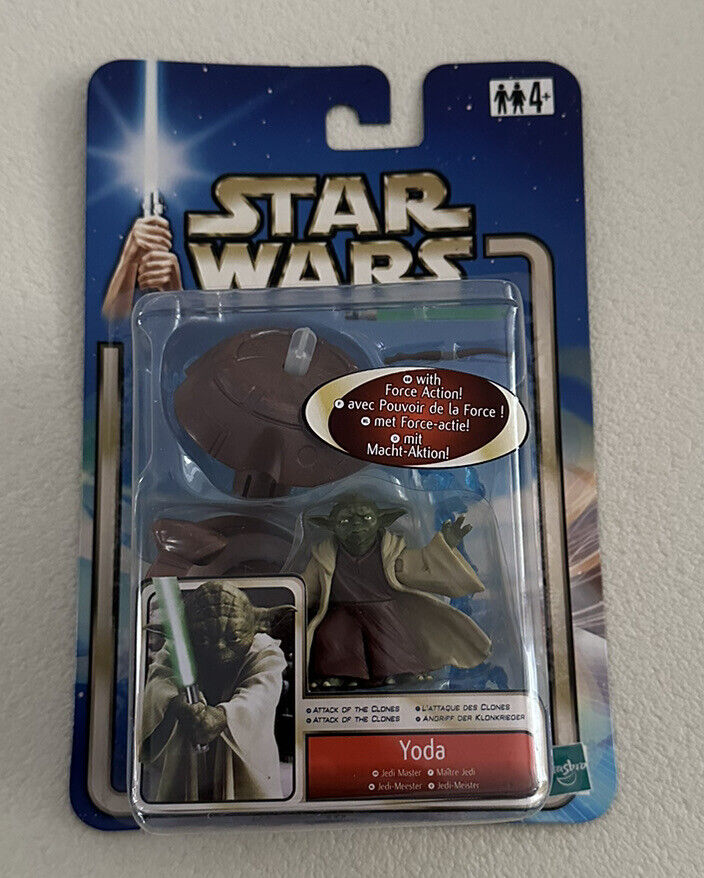 4+
STAR
WARS
GB with
Force Action!
F avec Pouvoir de la Force !
NL met Force-actie!
D mit
Macht-Aktion!
ATTACK OF THE CLONES
L'ATTAQUE DES CLONES
ATTACK OF THE CLONES
ANGRIFF DER KLONKRIEGER
Yoda
Jedi Master F Maître Jedi
Jedi-Meester Jedi-Meister
Hasbro